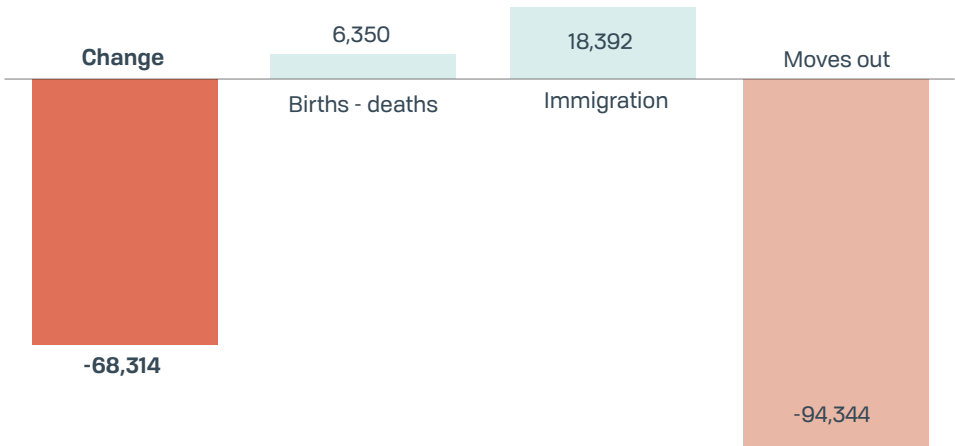 Change
-68,314
6,350
Births - deaths
18,392
Immigration
Moves out
-94,344